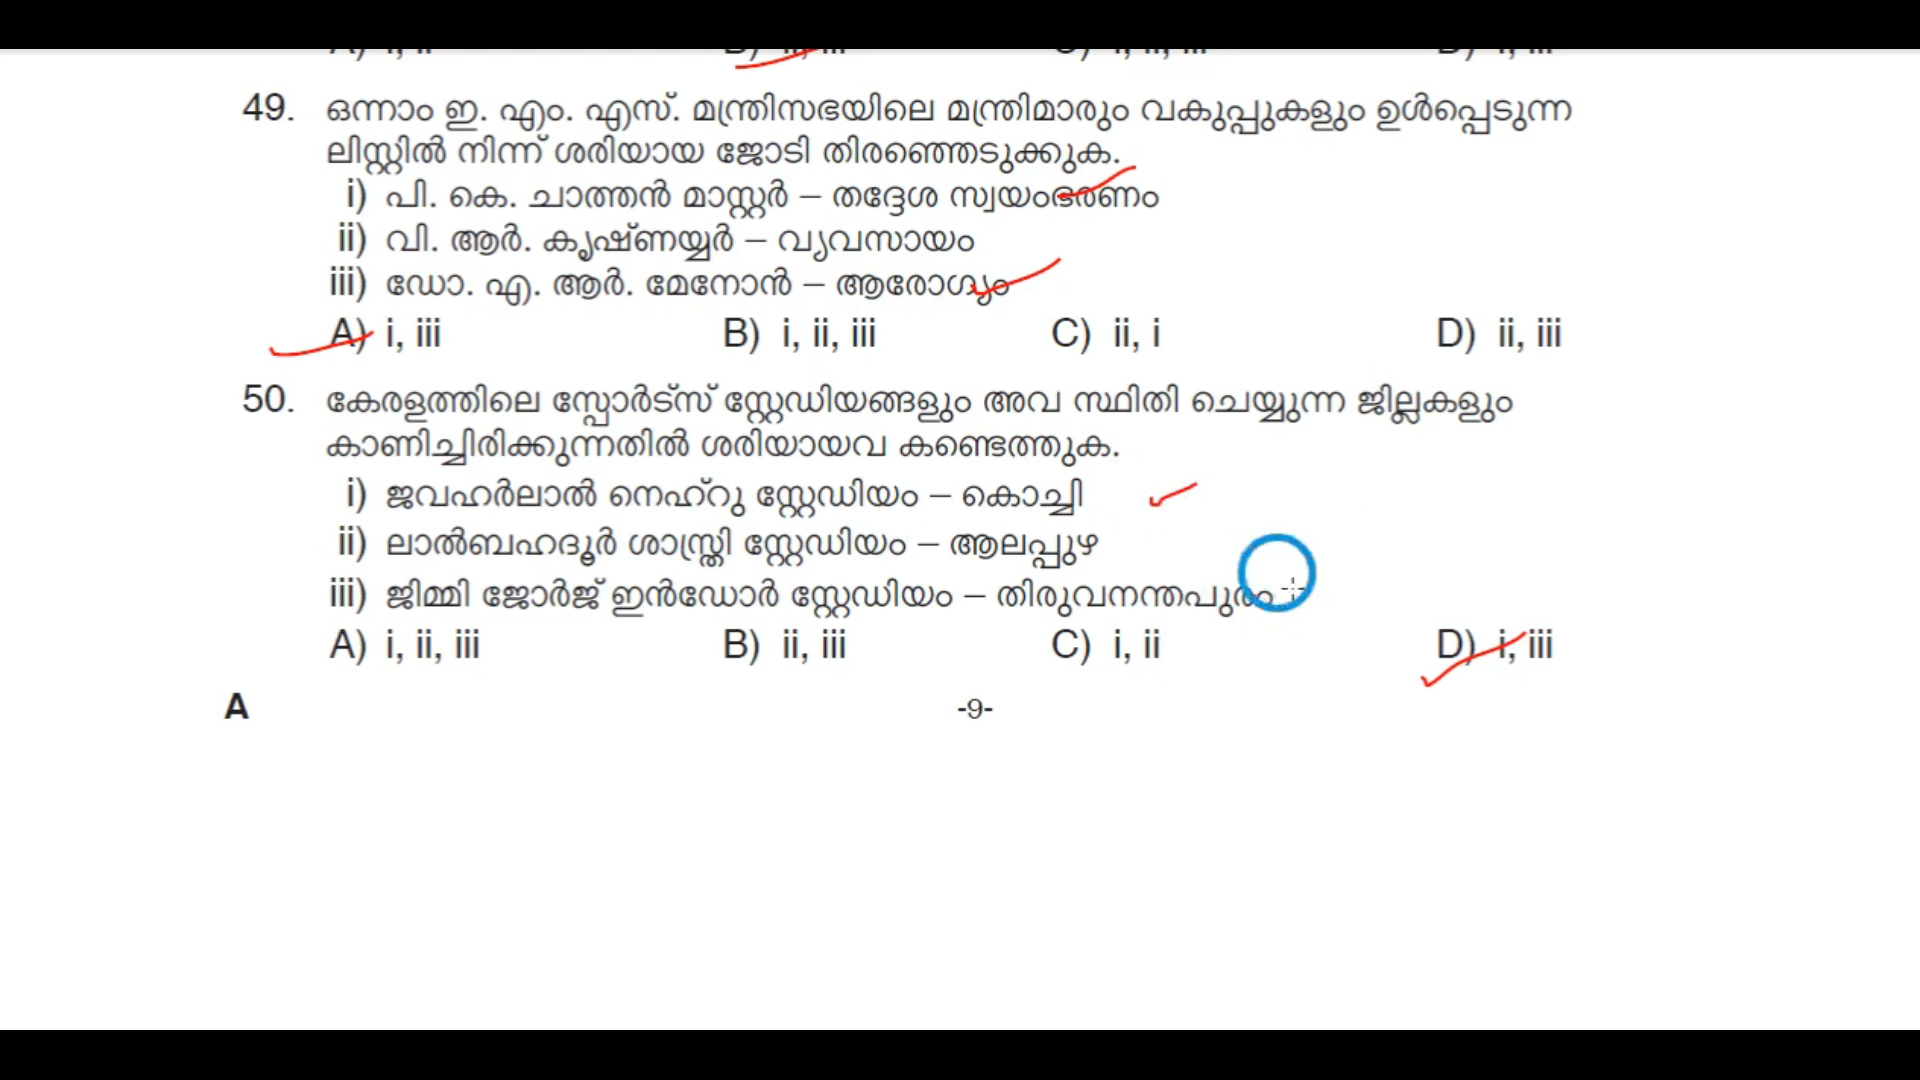 49. ഒന്നാം ഇ. എം. എസ്. മന്ത്രിസഭയിലെ മന്ത്രിമാരും വകുപ്പുകളും ഉൾപ്പെടുന്ന
ലിസ്റ്റിൽ നിന്ന് ശരിയായ ജോടി തിരഞ്ഞെടുക്കുക.
i) പി. കെ. ചാത്തൻ മാസ്റ്റർ – തദ്ദേശ സ്വയംഭരണം
ii) വി. ആർ. കൃഷ്ണയ്യർ – വ്യവസായം
iii) ഡോ. എ. ആർ. മേനോൻ – ആരോഗ്യം
A) i, iii B) i, ii, iii C) ii, i D) ii, iii
50. കേരളത്തിലെ സ്പോർട്സ് സ്റ്റേഡിയങ്ങളും അവ സ്ഥിതി ചെയ്യുന്ന ജില്ലകളും
കാണിച്ചിരിക്കുന്നതിൽ ശരിയായവ കണ്ടെത്തുക.
i) ജവഹർലാൽ നെഹ്റു സ്റ്റേഡിയം – കൊച്ചി
ii) ലാൽബഹദൂർ ശാസ്ത്രി സ്റ്റേഡിയം – ആലപ്പുഴ
iii) ജിമ്മി ജോർജ് ഇൻഡോർ സ്റ്റേഡിയം – തിരുവനന്തപുരം
A) i, ii, iii B) ii, iii C) i, ii D) i, iii
A -9-